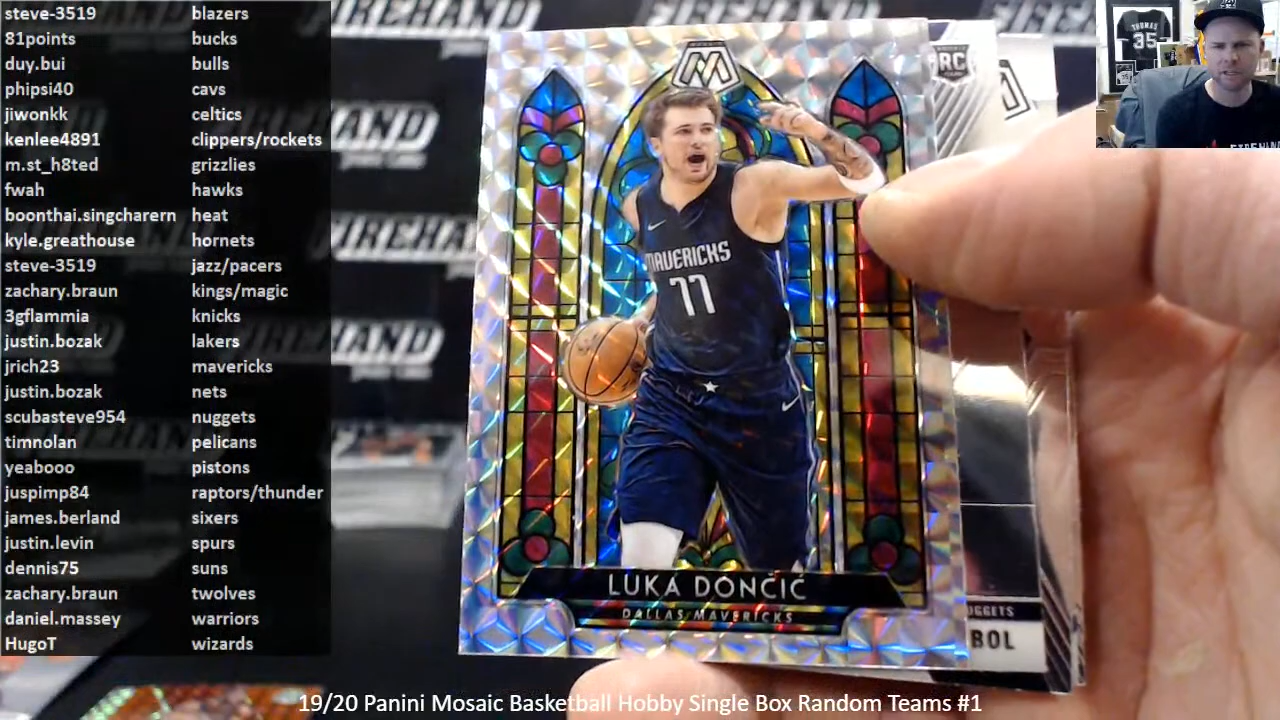 steve-3519 blazers
81points bucks
duy.bui bulls
phipsi40 cavs
jiwonkk celtics
kenlee4891 clippers/rockets
m.st_h8ted grizzlies
fwah hawks
boonthai.singcharern heat
kyle.greathouse hornets
steve-3519 jazz/pacers
zachary.braun kings/magic
3gflammia knicks
justin.bozak lakers
jrich23 mavericks
justin.bozak nets
scubasteve954 nuggets
timnolan pelicans
yeabooo pistons
juspimp84 raptors/thunder
james.berland sixers
justin.levin spurs
dennis75 suns
zachary.braun twolves
daniel.massey warriors
HugoT wizards
RC
THOMAS
35
MAVERICKS
77
LUKA DONČIĆ
DALLAS MAVERICKS
BOL
19/20 Panini Mosaic Basketball Hobby Single Box Random Teams #1